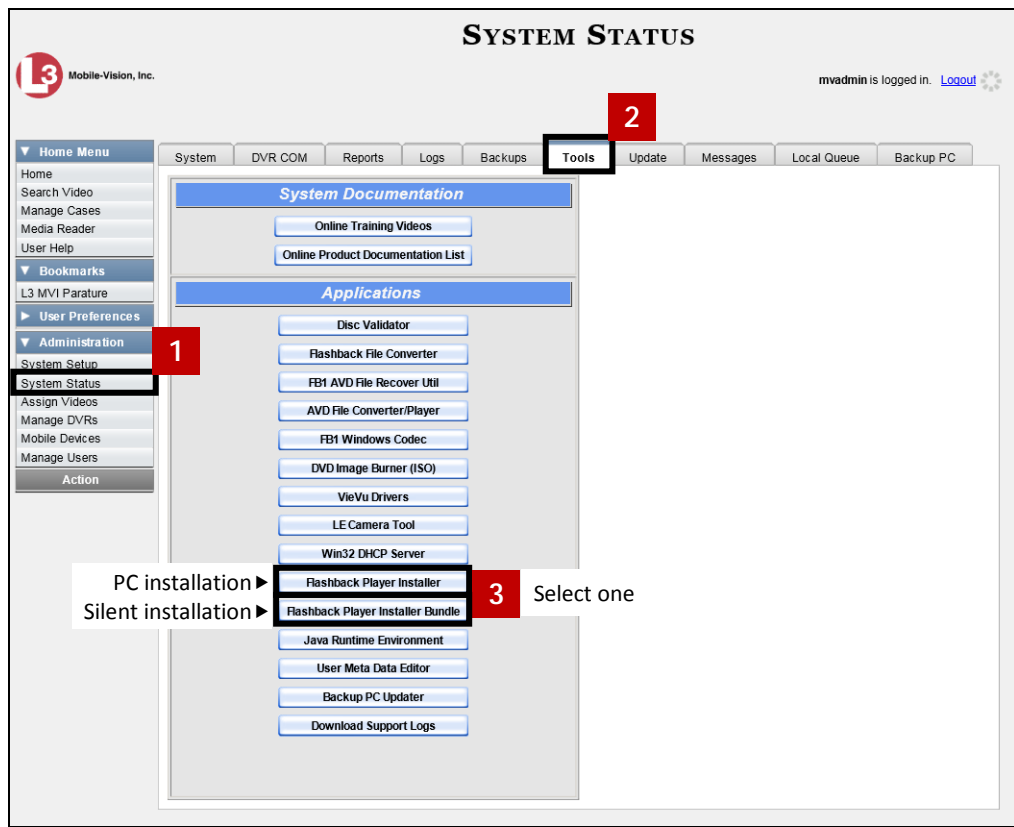 SYSTEM STATUS
L3 Mobile-Vision, Inc.
mvadmin is logged in. Logout
2
▼ Home Menu
Home
Search Video
Manage Cases
Media Reader
User Help
▼ Bookmarks
L3 MVI Parature
► User Preferences
▼ Administration
1
System Setup
System Status
Assign Videos
Manage DVRs
Mobile Devices
Manage Users
Action
System DVR COM Reports Logs Backups Tools Update Messages Local Queue Backup PC
System Documentation
Online Training Videos
Online Product Documentation List
Applications
Disc Validator
Flashback File Converter
FB1 AVD File Recover Util
AVD File Converter/Player
FB1 Windows Codec
DVD Image Burner (ISO)
VieVu Drivers
LE Camera Tool
Win32 DHCP Server
PC installation► Flashback Player Installer
3 Select one
Silent installation► Flashback Player Installer Bundle
Java Runtime Environment
User Meta Data Editor
Backup PC Updater
Download Support Logs